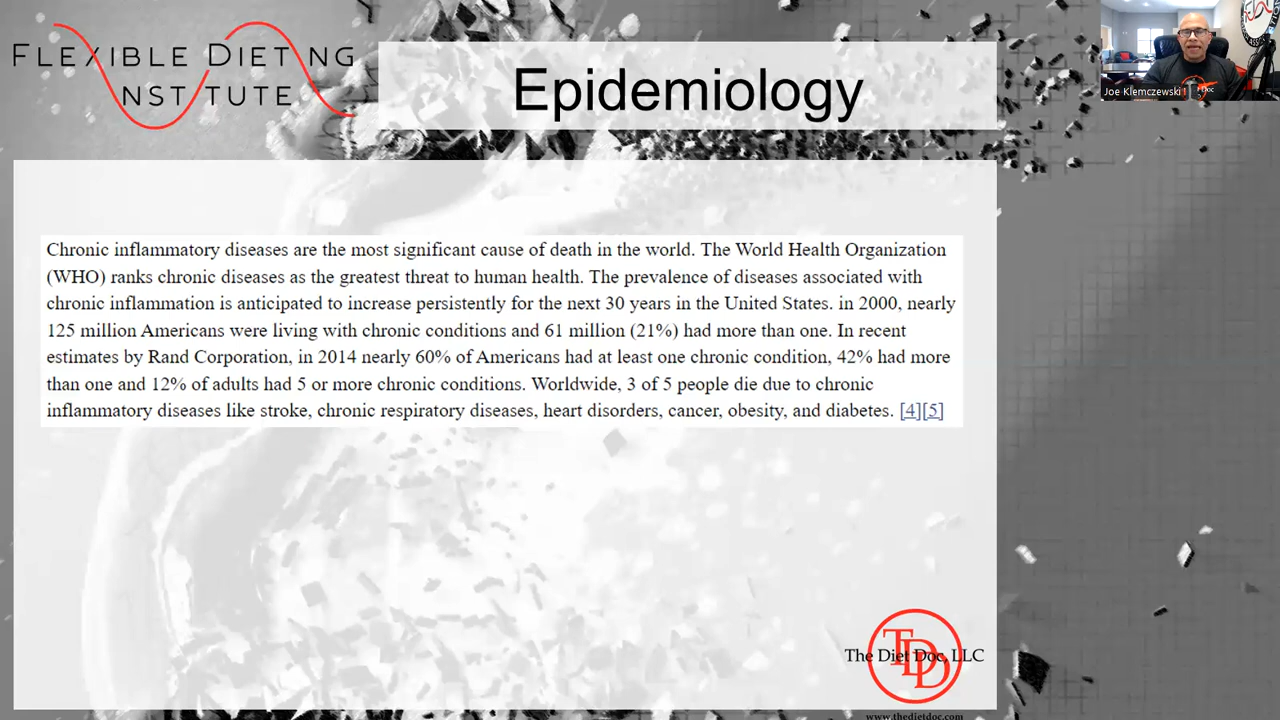 FLEXIBLE DIETING
INSTITUTE
Epidemiology
Joe Klemczewski
Chronic inflammatory diseases are the most significant cause of death in the world. The World Health Organization
(WHO) ranks chronic diseases as the greatest threat to human health. The prevalence of diseases associated with
chronic inflammation is anticipated to increase persistently for the next 30 years in the United States. in 2000, nearly
125 million Americans were living with chronic conditions and 61 million (21%) had more than one. In recent
estimates by Rand Corporation, in 2014 nearly 60% of Americans had at least one chronic condition, 42% had more
than one and 12% of adults had 5 or more chronic conditions. Worldwide, 3 of 5 people die due to chronic
inflammatory diseases like stroke, chronic respiratory diseases, heart disorders, cancer, obesity, and diabetes. [4][5]
TDD
The Diet Doc, LLC
www.thedietdoc.com